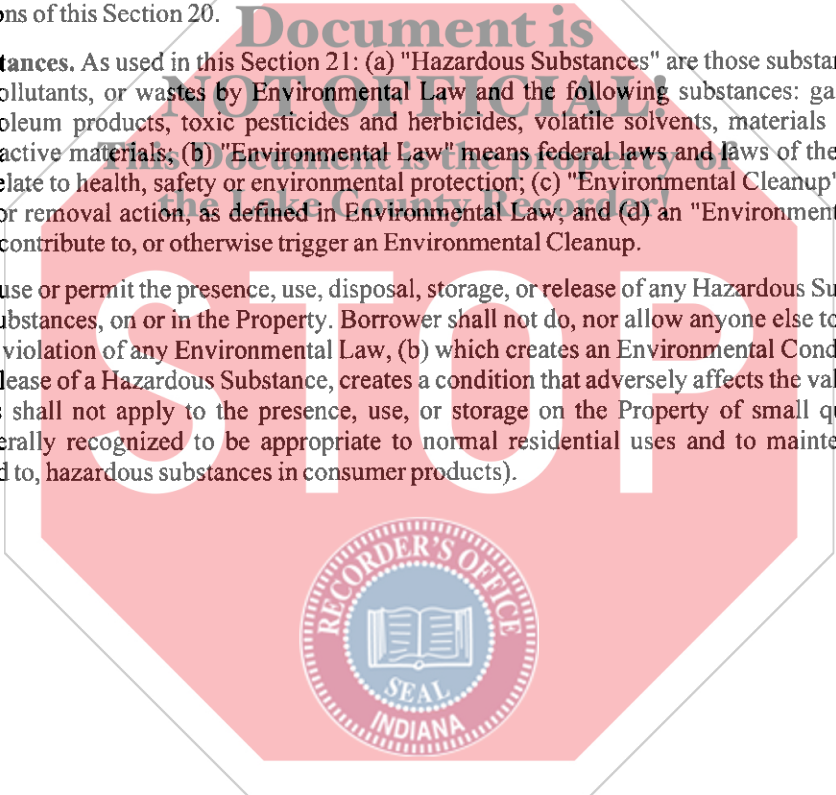 ons of this Section 20.
Document is
tances. As used in this Section 21: (a) "Hazardous Substances" are those substa
ollutants, or wastes by Environmental Law and the following substances: ga
NOT OFFICIAL!
oleum products, toxic pesticides and herbicides, volatile solvents, materials
active materials; (b) "Environmental Law" means federal laws and laws of the
This Document is the property of
elate to health, safety or environmental protection; (c) "Environmental Cleanup"
the Lake County Recorder!
or removal action, as defined in Environmental Law; and (d) an "Environment
contribute to, or otherwise trigger an Environmental Cleanup.
use or permit the presence, use, disposal, storage, or release of any Hazardous Su
ubstances, on or in the Property. Borrower shall not do, nor allow anyone else to
violation of any Environmental Law, (b) which creates an Environmental Cond
lease of a Hazardous Substance, creates a condition that adversely affects the val
s shall not apply to the presence, use, or storage on the Property of small qu
erally recognized to be appropriate to normal residential uses and to mainte
d to, hazardous substances in consumer products).
STOP
RECORDER'S OFFICE
SEAL
INDIANA